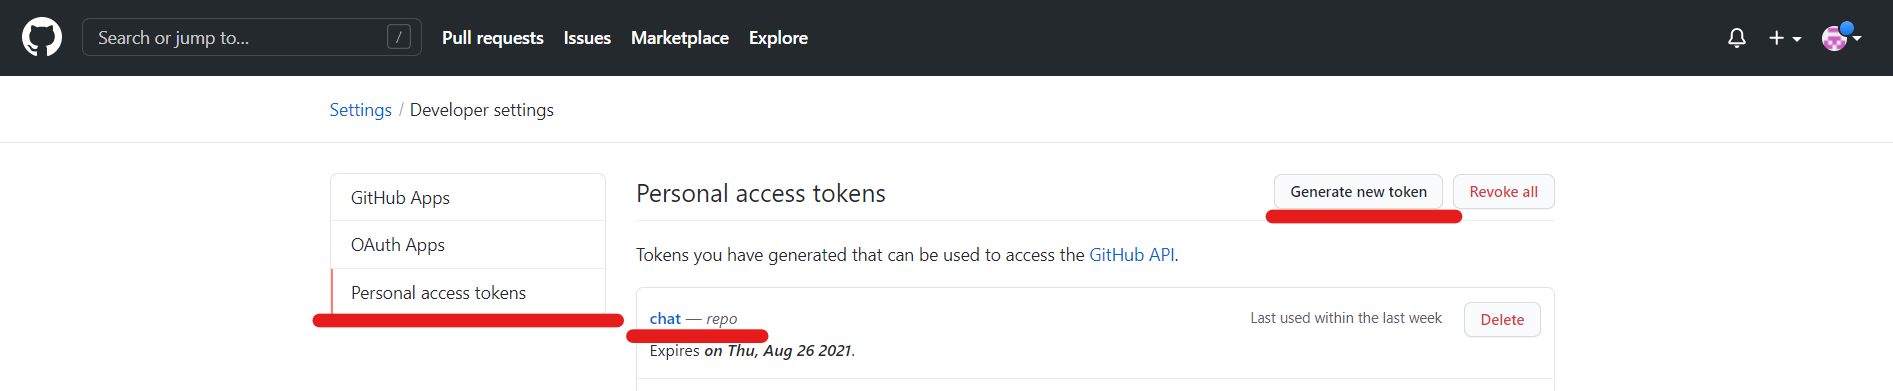 Search or jump to... / Pull requests Issues Marketplace Explore
Settings / Developer settings
GitHub Apps
OAuth Apps
Personal access tokens
Personal access tokens Generate new token Revoke all
Tokens you have generated that can be used to access the GitHub API.
chat — repo Last used within the last week Delete
Expires on Thu, Aug 26 2021.